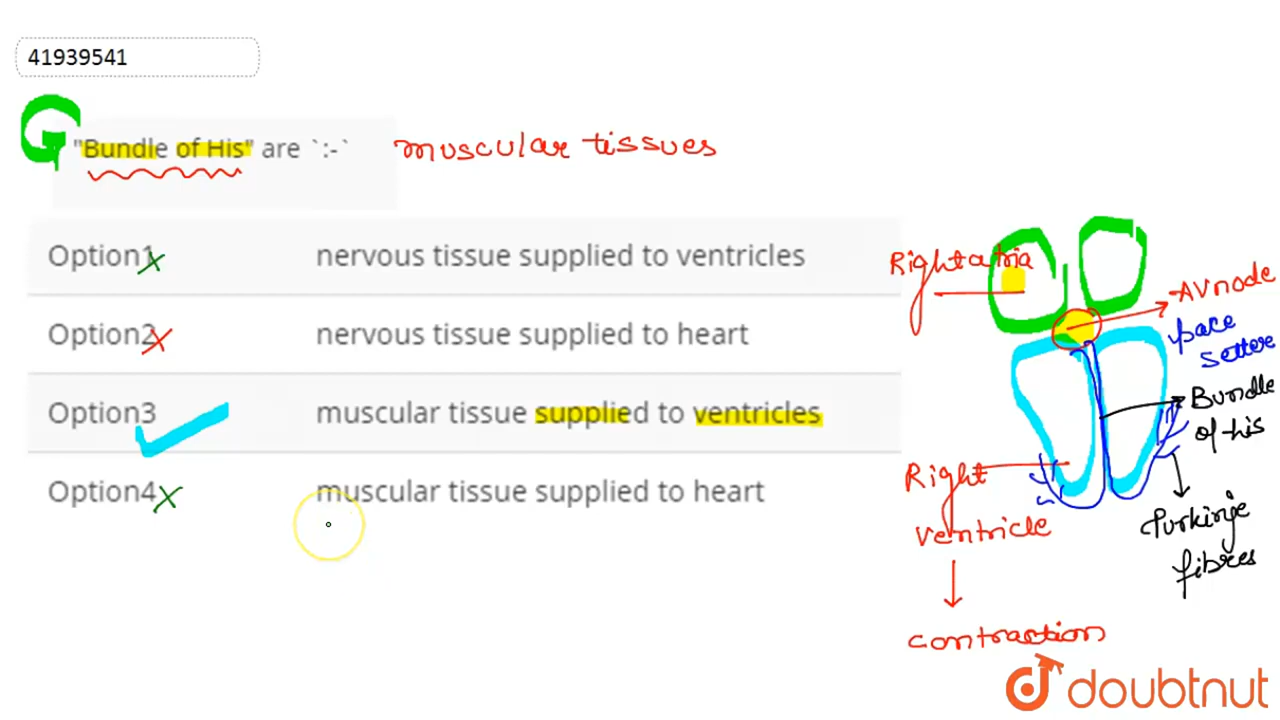 41939541
"Bundle of His" are `:-` muscular tissues
Option1 nervous tissue supplied to ventricles
Option2 nervous tissue supplied to heart
Option3 muscular tissue supplied to ventricles
Option4 muscular tissue supplied to heart
Right atria
AV node
pace
setter
Bundle
of his
Right
ventricle
Purkinje
fibres
contraction
doubtnut